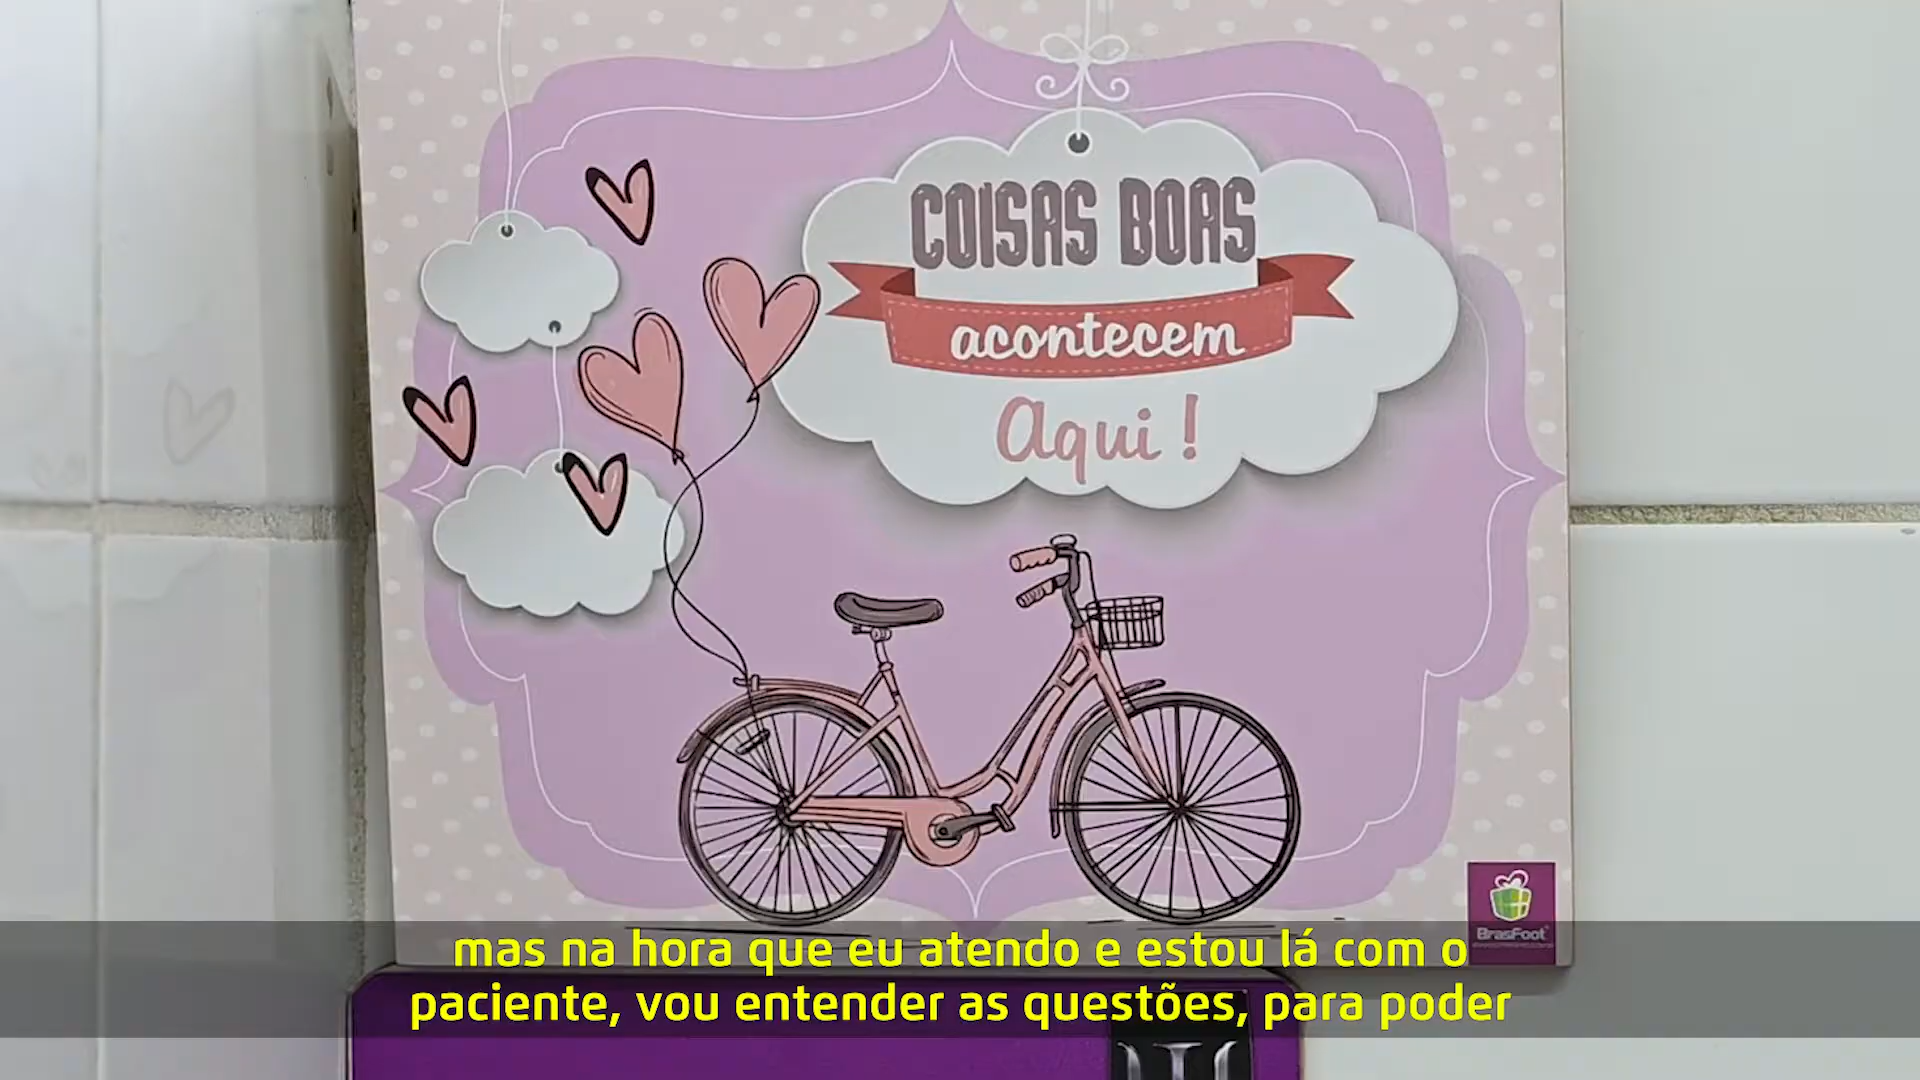 COISAS BOAS
acontecem
Aqui !
BrasFoot
mas na hora que eu atendo e estou lá com o
paciente, vou entender as questões, para poder